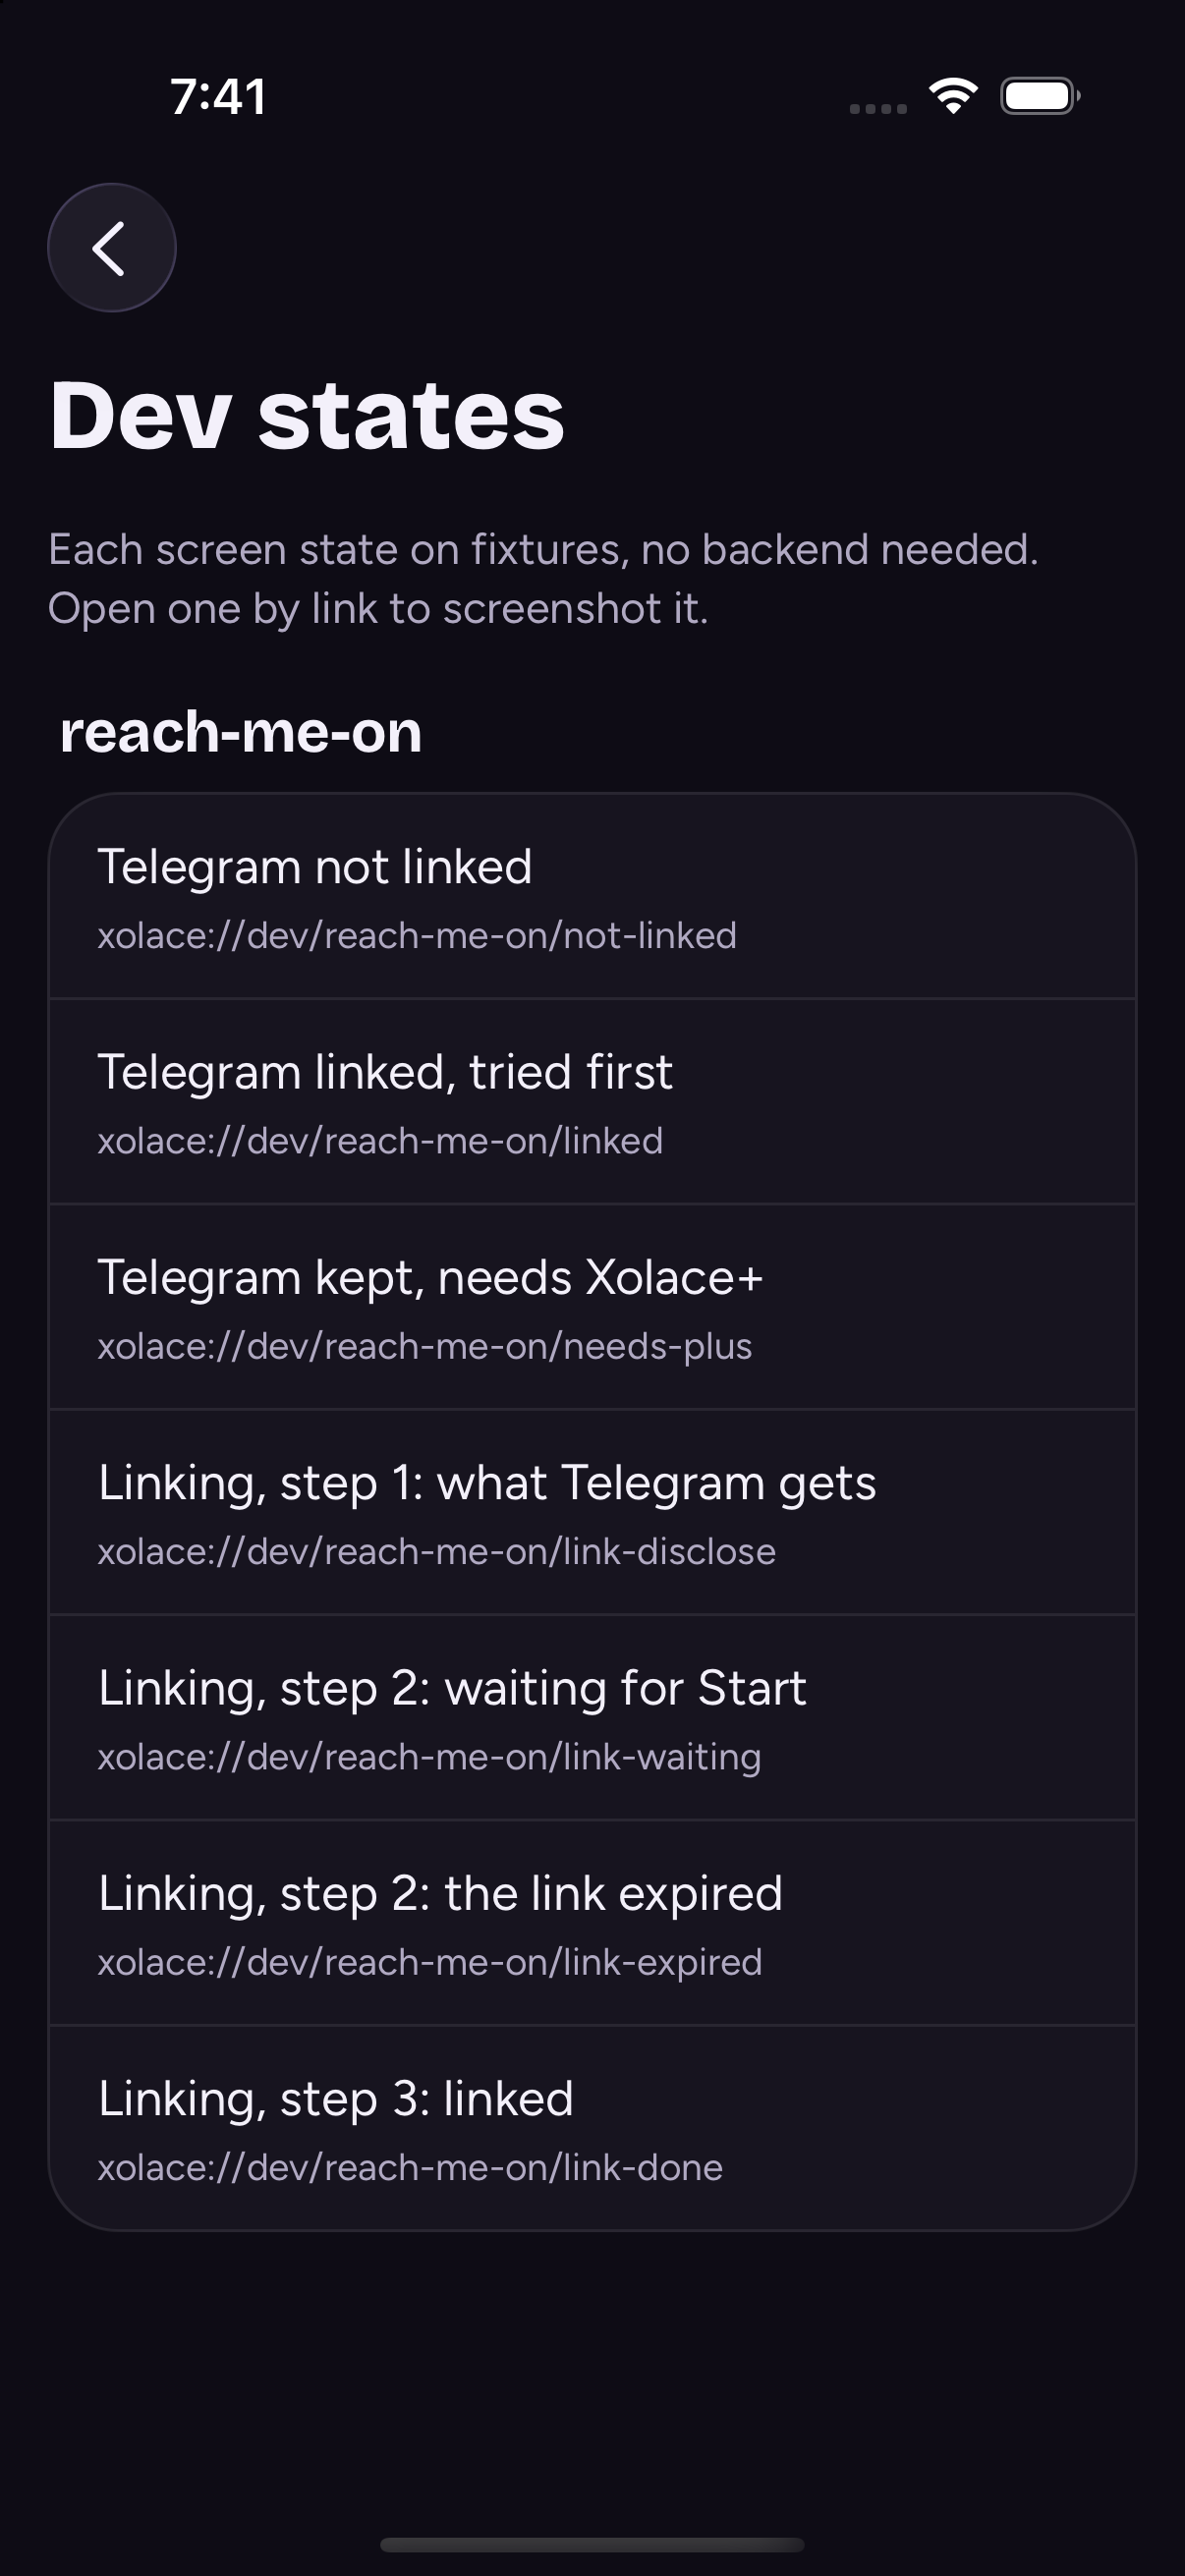 7:41
Dev states
Each screen state on fixtures, no backend needed.
Open one by link to screenshot it.
reach-me-on
Telegram not linked
xolace://dev/reach-me-on/not-linked
Telegram linked, tried first
xolace://dev/reach-me-on/linked
Telegram kept, needs Xolace+
xolace://dev/reach-me-on/needs-plus
Linking, step 1: what Telegram gets
xolace://dev/reach-me-on/link-disclose
Linking, step 2: waiting for Start
xolace://dev/reach-me-on/link-waiting
Linking, step 2: the link expired
xolace://dev/reach-me-on/link-expired
Linking, step 3: linked
xolace://dev/reach-me-on/link-done